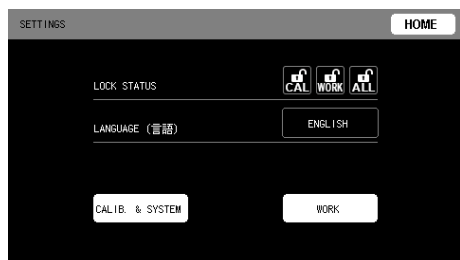 SETTINGS HOME
LOCK STATUS CAL WORK ALL
LANGUAGE (言語) ENGLISH
CALIB. & SYSTEM WORK